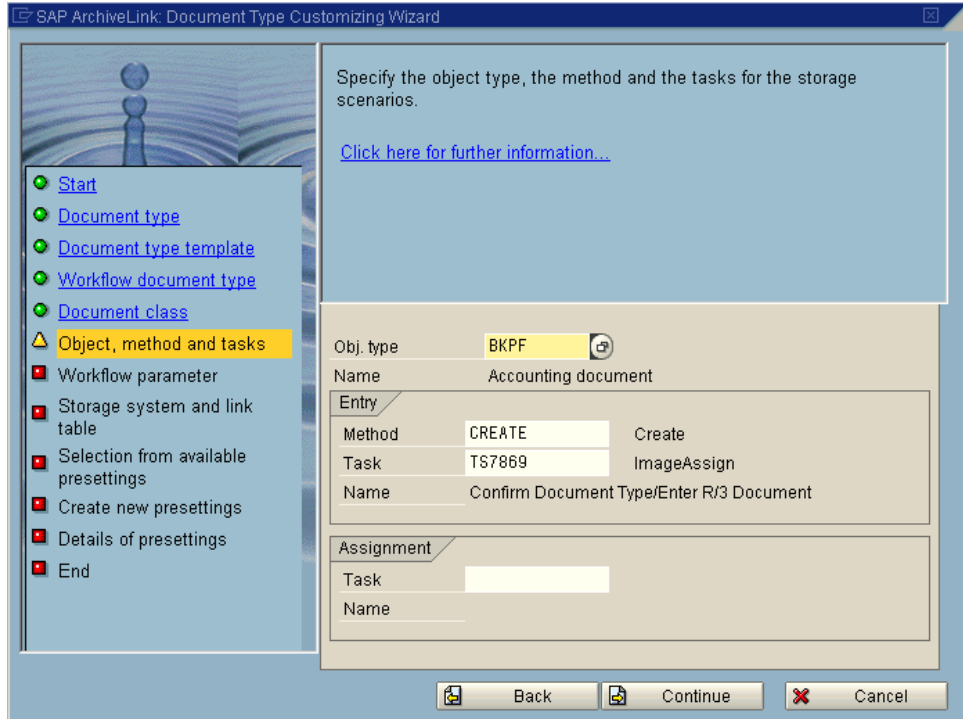 SAP ArchiveLink: Document Type Customizing Wizard
Specify the object type, the method and the tasks for the storage
scenarios.
Click here for further information...
Start
Document type
Document type template
Workflow document type
Document class
Object, method and tasks
Workflow parameter
Storage system and link
table
Selection from available
presettings
Create new presettings
Details of presettings
End
Obj. type BKPF
Name Accounting document
Entry
Method CREATE Create
Task TS7869 ImageAssign
Name Confirm Document Type/Enter R/3 Document
Assignment
Task
Name
Back Continue Cancel